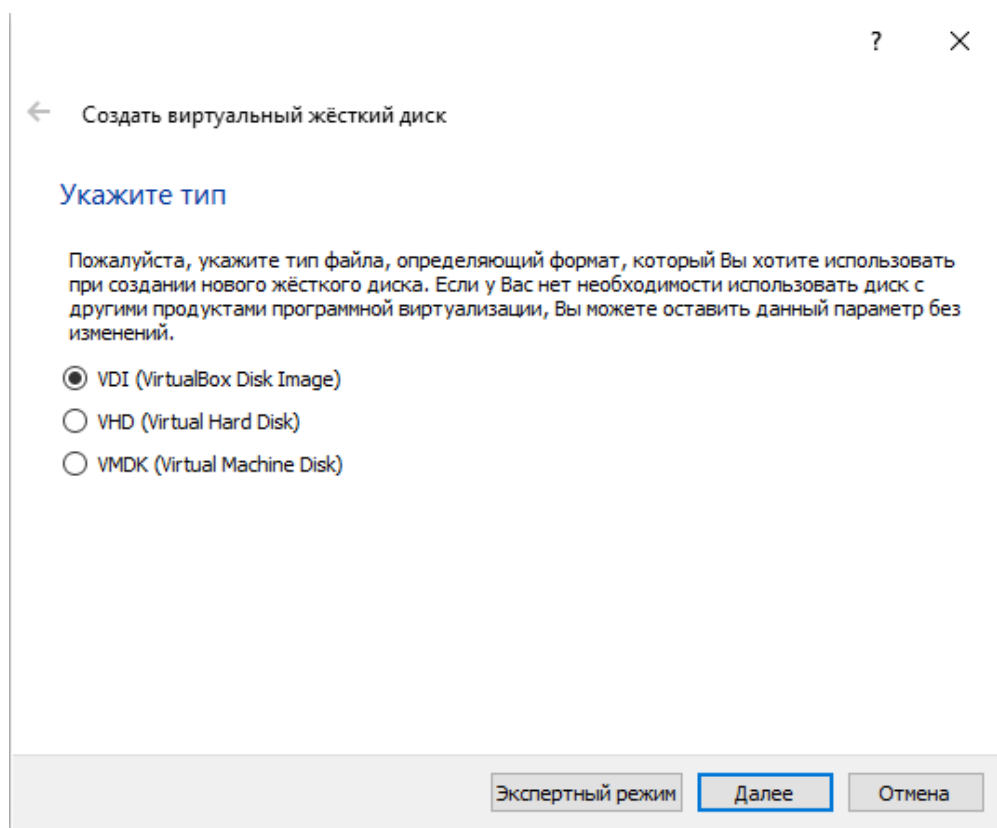 ?
Создать виртуальный жёсткий диск
Укажите тип
Пожалуйста, укажите тип файла, определяющий формат, который Вы хотите использовать
при создании нового жёсткого диска. Если у Вас нет необходимости использовать диск с
другими продуктами программной виртуализации, Вы можете оставить данный параметр без
изменений.
VDI (VirtualBox Disk Image)
VHD (Virtual Hard Disk)
VMDK (Virtual Machine Disk)
Экспертный режим Далее Отмена